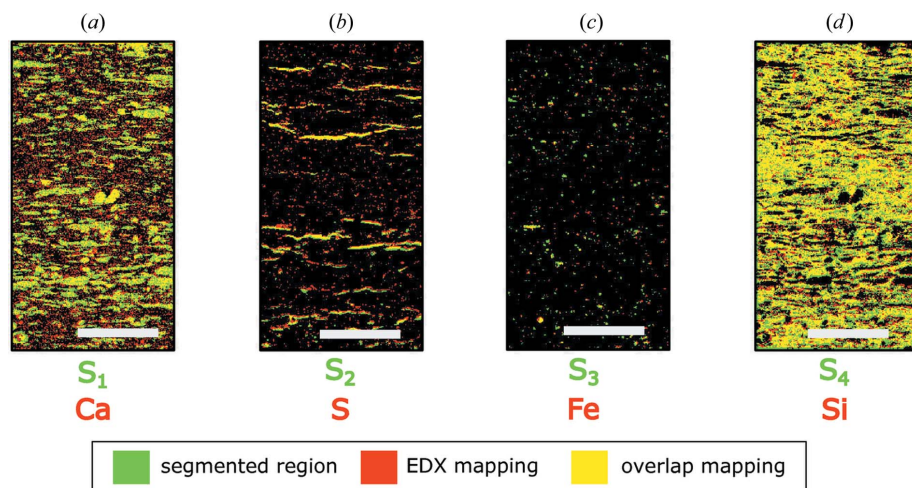 (a) (b) (c) (d)
S₁ S₂ S₃ S₄
Ca S Fe Si
segmented region EDX mapping overlap mapping